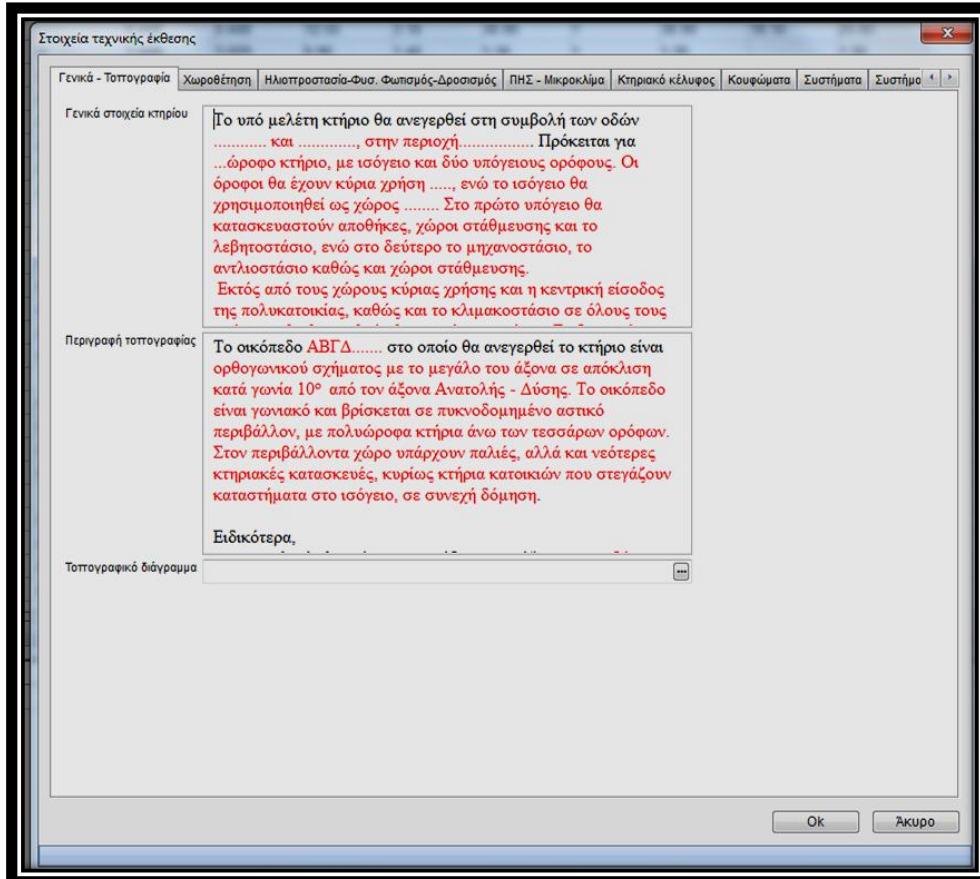 Στοιχεία τεχνικής έκθεσης
Γενικά - Τοπογραφία Χωροθέτηση Ηλιοπροστασία-Φυσ. Φωτισμός-Δροσισμός ΠΗΣ - Μικροκλίμα Κτηριακό κέλυφος Κουφώματα Συστήματα Συστήμα
Γενικά στοιχεία κτηρίου
Το υπό μελέτη κτήριο θα ανεγερθεί στη συμβολή των οδών
............ και ............., στην περιοχή................. Πρόκειται για
...ώροφο κτήριο, με ισόγειο και δύο υπόγειους ορόφους. Οι
όροφοι θα έχουν κύρια χρήση ....., ενώ το ισόγειο θα
χρησιμοποιηθεί ως χώρος ........ Στο πρώτο υπόγειο θα
κατασκευαστούν αποθήκες, χώροι στάθμευσης και το
λεβητοστάσιο, ενώ στο δεύτερο το μηχανοστάσιο, το
αντλιοστάσιο καθώς και χώροι στάθμευσης.
Εκτός από τους χώρους κύριας χρήσης και η κεντρική είσοδος
της πολυκατοικίας, καθώς και το κλιμακοστάσιο σε όλους τους
Περιγραφή τοπογραφίας
Το οικόπεδο ΑΒΓΔ....... στο οποίο θα ανεγερθεί το κτήριο είναι
ορθογωνικού σχήματος με το μεγάλο του άξονα σε απόκλιση
κατά γωνία 10° από τον άξονα Ανατολής - Δύσης. Το οικόπεδο
είναι γωνιακό και βρίσκεται σε πυκνοδομημένο αστικό
περιβάλλον, με πολυώροφα κτήρια άνω των τεσσάρων ορόφων.
Στον περιβάλλοντα χώρο υπάρχουν παλιές, αλλά και νεότερες
κτηριακές κατασκευές, κυρίως κτήρια κατοικιών που στεγάζουν
καταστήματα στο ισόγειο, σε συνεχή δόμηση.
Ειδικότερα,
Τοπογραφικό διάγραμμα
Ok Άκυρο